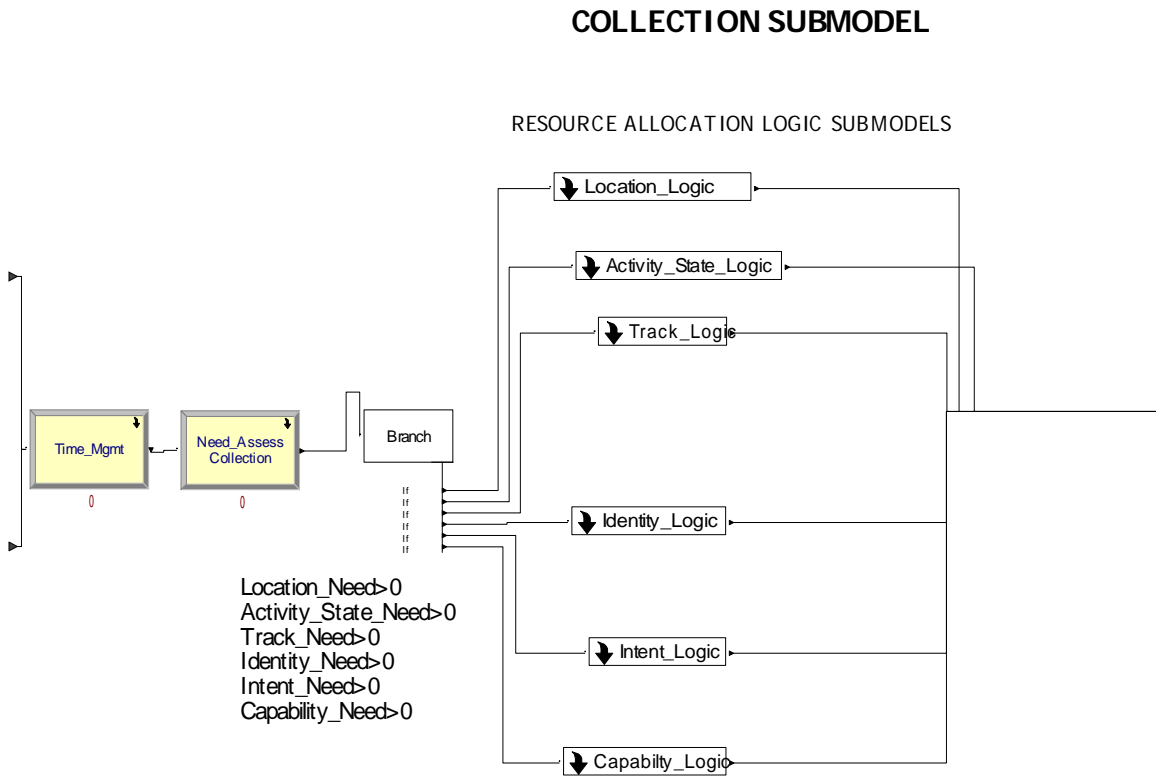 COLLECTION SUBMODEL
RESOURCE ALLOCATION LOGIC SUBMODELS
Location_Logic
Activity_State_Logic
Track_Logic
Time_Mgmt
0
Need_Assess
Collection
0
Branch
If
If
If
If
If
If
Identity_Logic
Intent_Logic
Capabilty_Logic
Location_Need>0
Activity_State_Need>0
Track_Need>0
Identity_Need>0
Intent_Need>0
Capability_Need>0